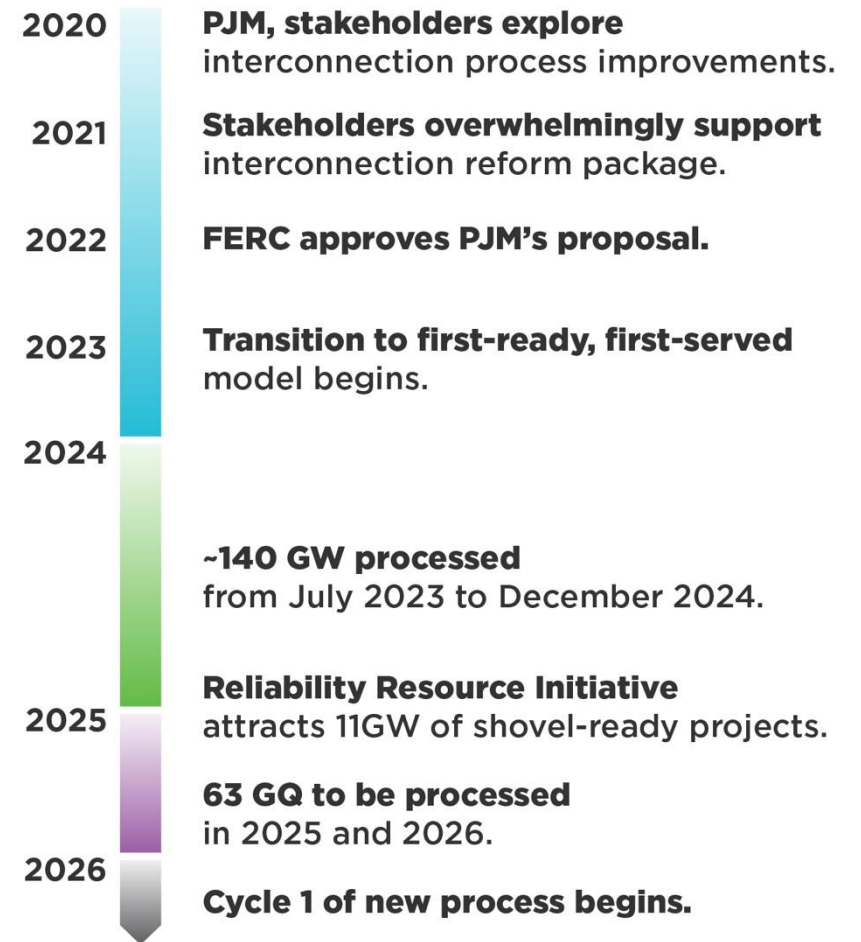 2020
PJM, stakeholders explore
interconnection process improvements.
2021
Stakeholders overwhelmingly support
interconnection reform package.
2022
FERC approves PJM’s proposal.
2023
Transition to first-ready, first-served
model begins.
2024
~140 GW processed
from July 2023 to December 2024.
Reliability Resource Initiative
2025
attracts 11GW of shovel-ready projects.
63 GQ to be processed
in 2025 and 2026.
2026
Cycle 1 of new process begins.